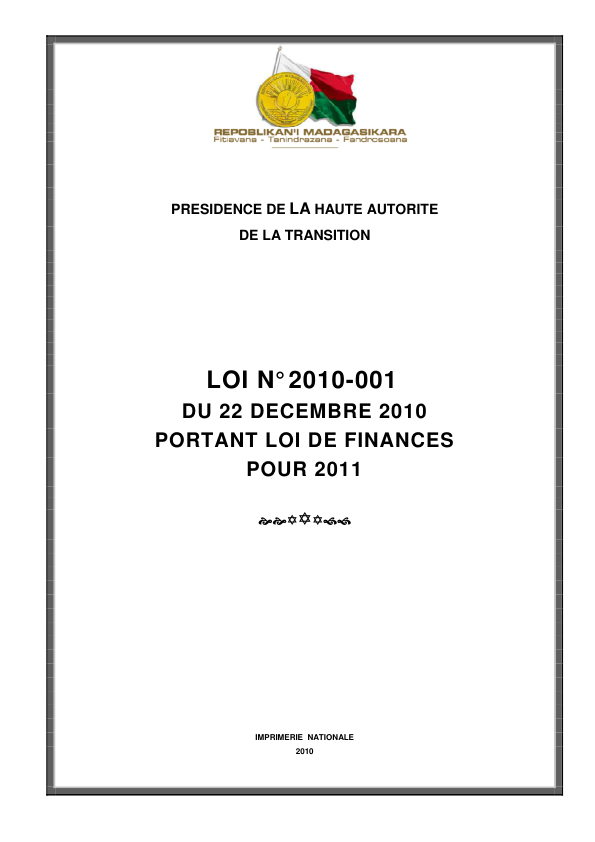 REPOBLIKAN'I MADAGASIKARA
Fitiavana - Tanindrazana - Fandrosoana
PRESIDENCE DE LA HAUTE AUTORITE
DE LA TRANSITION
LOI N° 2010-001
DU 22 DECEMBRE 2010
PORTANT LOI DE FINANCES
POUR 2011
IMPRIMERIE NATIONALE
2010